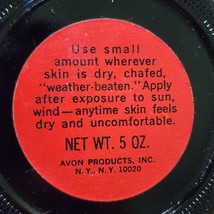 Use small
amount wherever
skin is dry, chafed,
"weather-beaten." Apply
after exposure to sun,
wind—anytime skin feels
dry and uncomfortable.
NET WT. 5 OZ.
AVON PRODUCTS, INC.
N.Y., N.Y. 10020